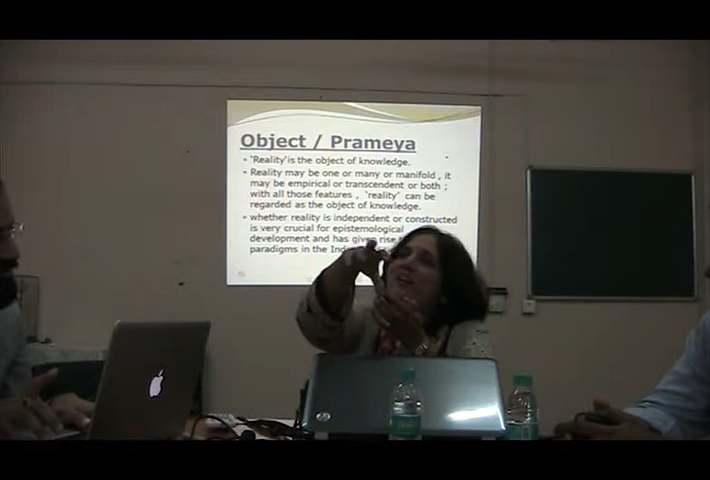 Object / Prameya
• 'Reality'is the object of knowledge.
• Reality may be one or many or manifold , it
may be empirical or transcendent or both ;
with all those features , 'reality' can be
regarded as the object of knowledge.
• whether reality is independent or constructed
is very crucial for epistemological
development and has given rise
paradigms in the
hp